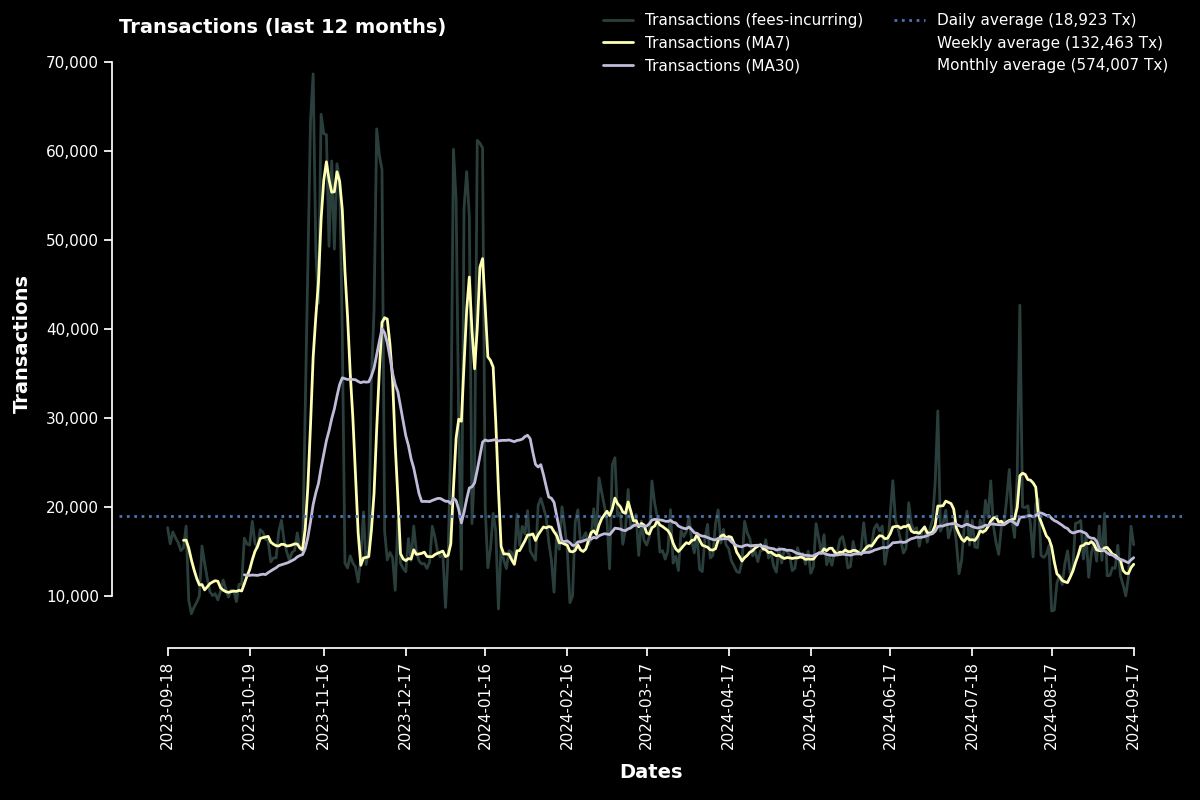 Transactions (last 12 months)
Transactions (fees-incurring)
Transactions (MA7)
Transactions (MA30)
Daily average (18,923 Tx)
Weekly average (132,463 Tx)
Monthly average (574,007 Tx)
Transactions
70,000
60,000
50,000
40,000
30,000
20,000
10,000
2023-09-18
2023-10-19
2023-11-16
2023-12-17
2024-01-16
2024-02-16
2024-03-17
2024-04-17
2024-05-18
2024-06-17
2024-07-18
2024-08-17
2024-09-17
Dates